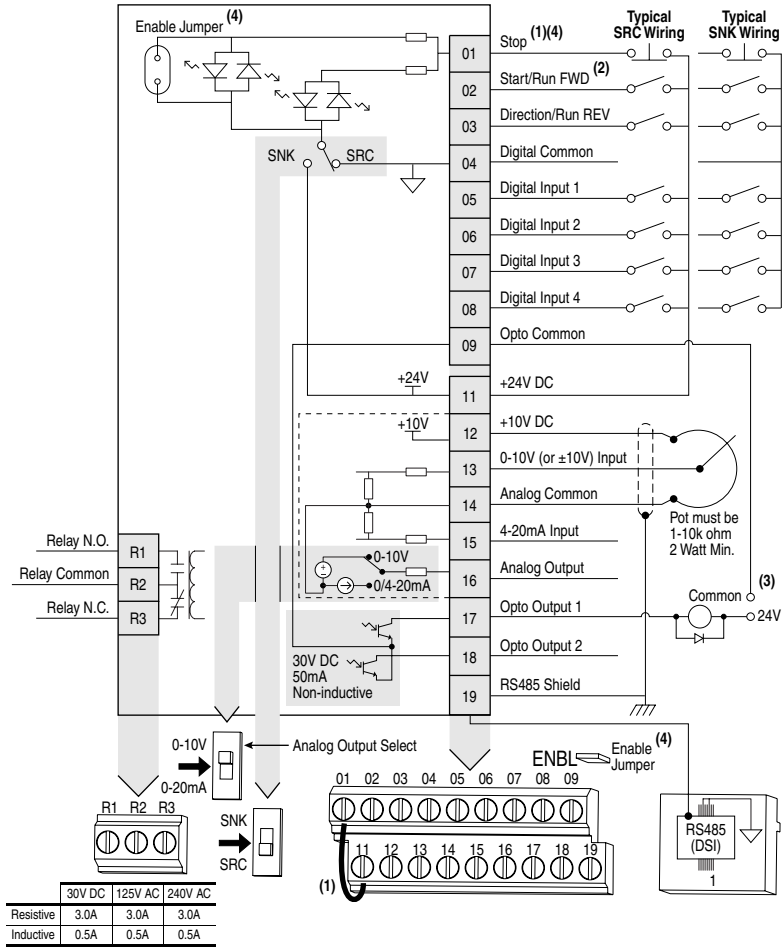 Enable Jumper (4)
Typical SRC Wiring
Typical SNK Wiring
01 Stop (1)(4)
02 Start/Run FWD (2)
03 Direction/Run REV
SNK SRC
04 Digital Common
05 Digital Input 1
06 Digital Input 2
07 Digital Input 3
08 Digital Input 4
09 Opto Common
+24V 11 +24V DC
+10V 12 +10V DC
13 0-10V (or ±10V) Input
14 Analog Common
Pot must be
1-10k ohm
2 Watt Min.
15 4-20mA Input
Relay N.O. R1
Relay Common R2
Relay N.C. R3
0-10V
+
0/4-20mA
16 Analog Output
Common (3)
24V
17 Opto Output 1
18 Opto Output 2
30V DC
50mA
Non-inductive
19 RS485 Shield
0-10V
0-20mA
Analog Output Select
ENBL Enable Jumper (4)
R1 R2 R3
SNK
SRC
01 02 03 04 05 06 07 08 09
11 12 13 14 15 16 17 18 19
(1)
RS485
(DSI)
1
30V DC 125V AC 240V AC
Resistive 3.0A 3.0A 3.0A
Inductive 0.5A 0.5A 0.5A